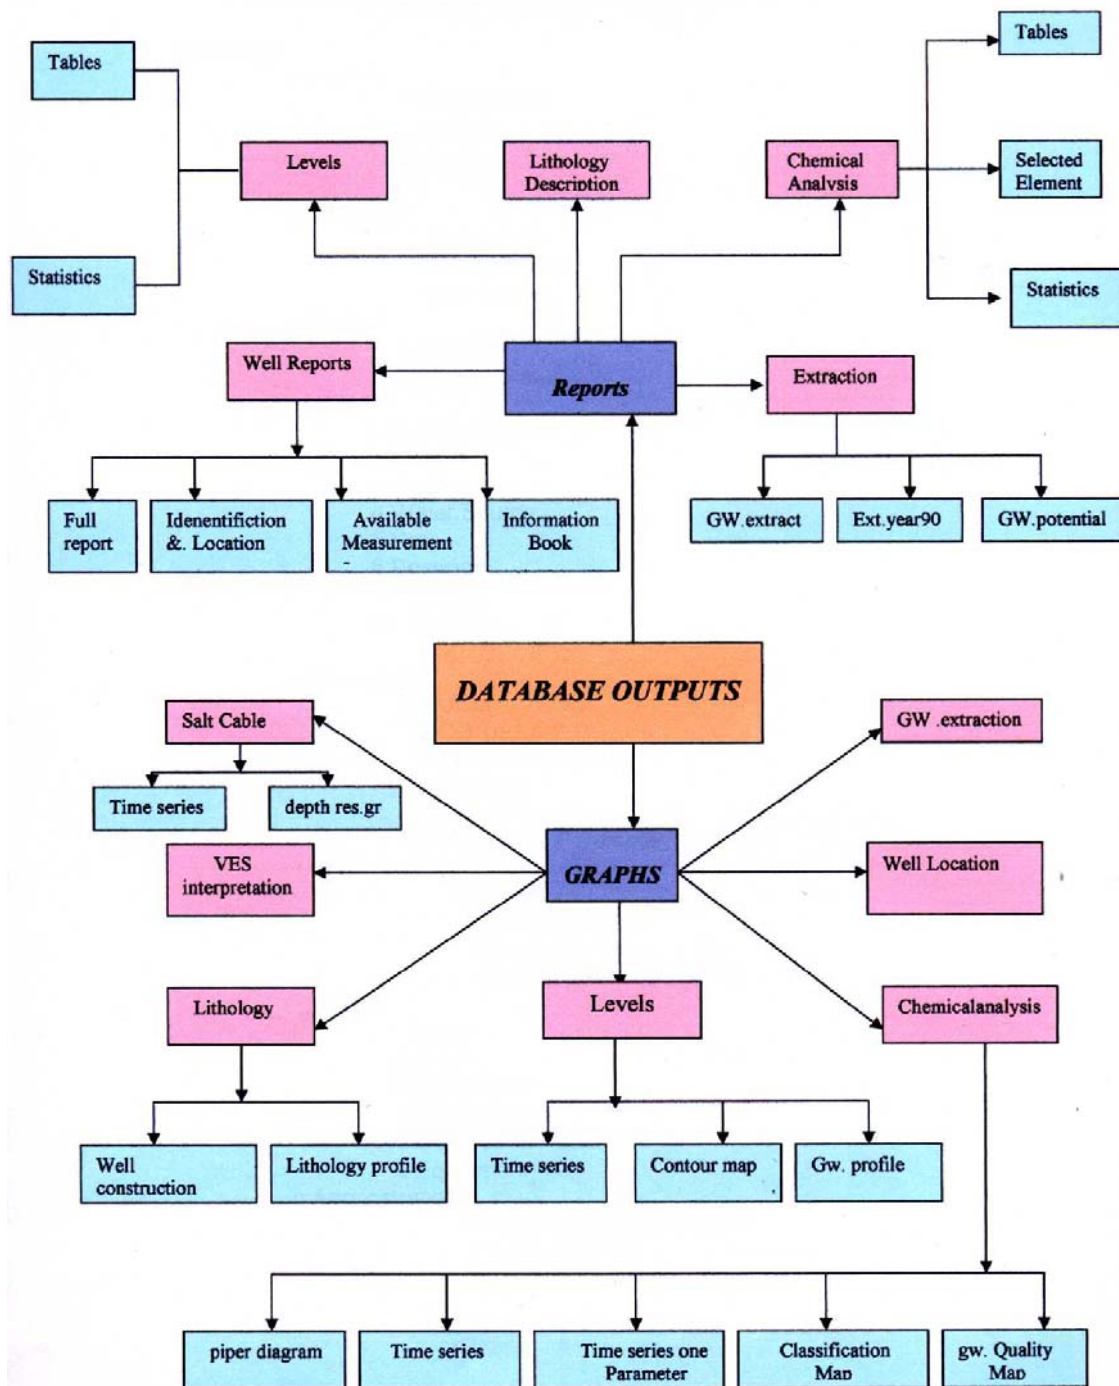 Tables
Statistics
Levels
Lithology
Description
Chemical
Analysis
Tables
Selected
Element
Statistics
Well Reports
Reports
Extraction
Full
report
Idenentifiction
&. Location
Available
Measurement
-
Information
Book
GW.extract
Ext.year90
GW.potential
DATABASE OUTPUTS
Salt Cable
Time series
depth res.gr
VES
interpretation
GRAPHS
GW .extraction
Well Location
Lithology
Levels
Chemicalanalysis
Well
construction
Lithology profile
Time series
Contour map
Gw. profile
piper diagram
Time series
Time series one
Parameter
Classification
Map
gw. Quality
Map